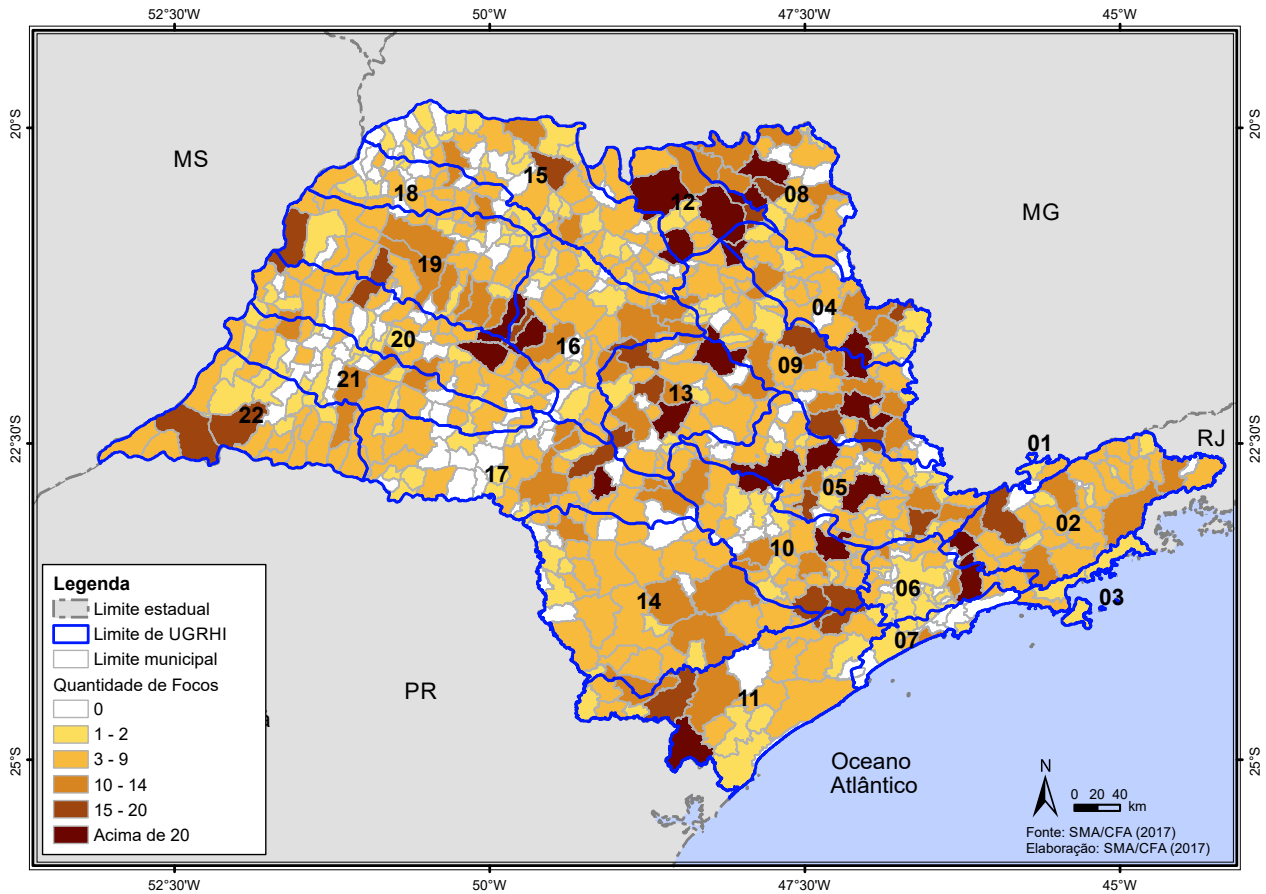 52°30'W 50°W 47°30'W 45°W
20°S 20°S
MS
MG
15
18
12
08
19
04
20
16
09
21
13
22
22°30'S 22°30'S
RJ
01
17
05
02
10
06
03
14
07
11
PR
25°S 25°S
Oceano
Atlântico
Legenda
Limite estadual
Limite de UGRHI
Limite municipal
Quantidade de Focos
0
1 - 2
3 - 9
10 - 14
15 - 20
Acima de 20
N
0 20 40
km
Fonte: SMA/CFA (2017)
Elaboração: SMA/CFA (2017)
52°30'W 50°W 47°30'W 45°W